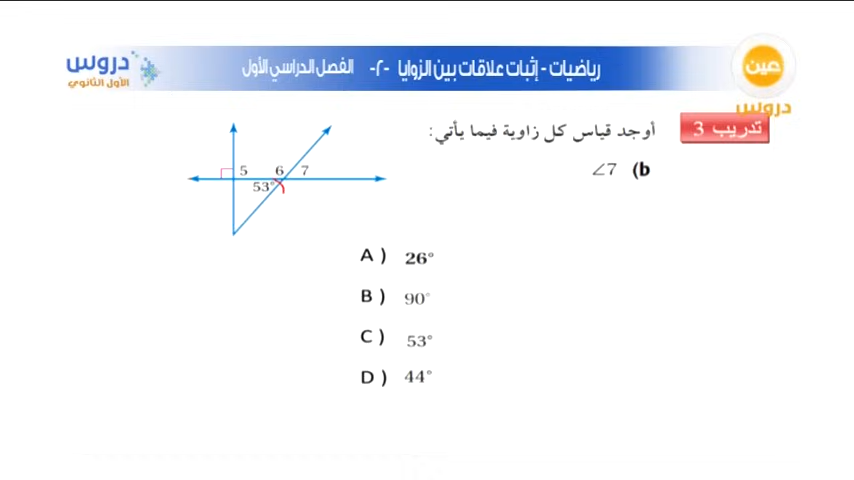 دروس
الأول الثانوي
رياضيات - إثبات علاقات بين الزوايا -٢- الفصل الدراسي الأول
عين
دروس
تدريب 3
أوجد قياس كل زاوية فيما يأتي:
b) ∠7
5 6 7
53°
A ) 26°
B ) 90°
C ) 53°
D ) 44°